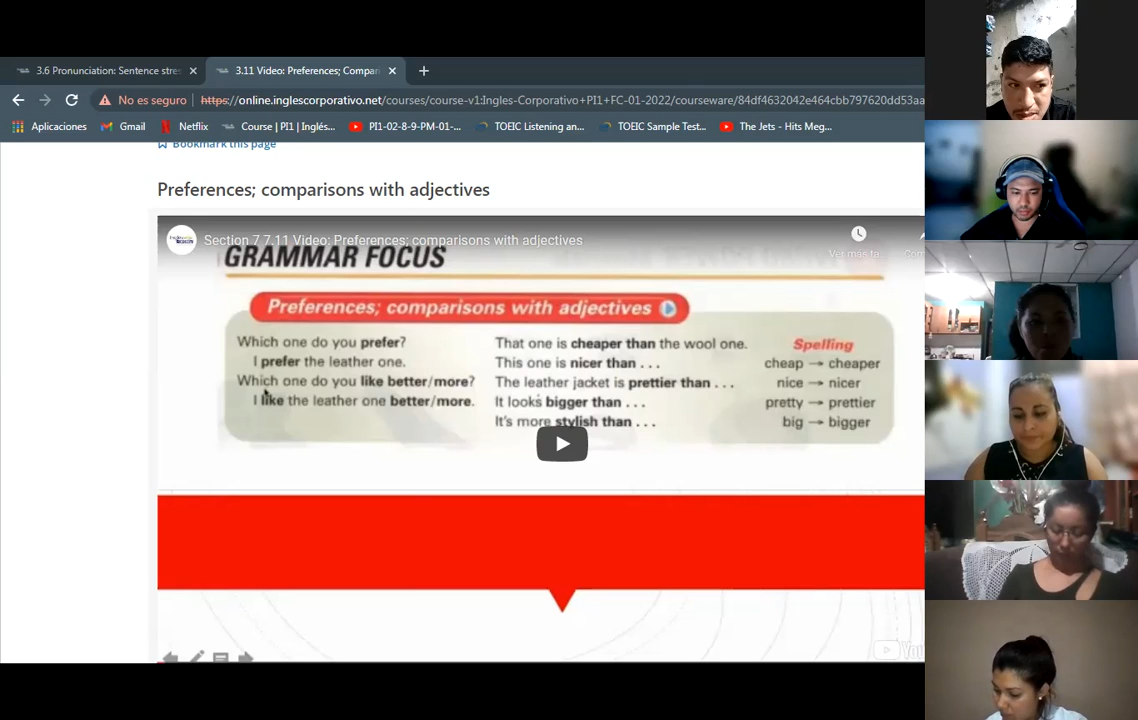 3.6 Pronunciation: Sentence stre
3.11 Video: Preferences; Compar
No es seguro
https://online.inglescorporativo.net/courses/course-v1:Ingles-Corporativo+PI1+FC-01-2022/courseware/84df4632042e464cbb797620dd53aa
Aplicaciones
Gmail
Netflix
Course | PI1 | Inglés...
PI1-02-8-9-PM-01-...
TOEIC Listening an...
TOEIC Sample Test...
The Jets - Hits Meg...
Bookmark this page
Preferences; comparisons with adjectives
Section 7 7.11 Video: Preferences; comparisons with adjectives
Ver más ta
GRAMMAR FOCUS
Preferences; comparisons with adjectives
Which one do you prefer?
I prefer the leather one.
Which one do you like better/more?
I like the leather one better/more.
That one is cheaper than the wool one.
This one is nicer than . . .
The leather jacket is prettier than . . .
It looks bigger than . . .
It's more stylish than . . .
Spelling
cheap → cheaper
nice → nicer
pretty → prettier
big → bigger
You